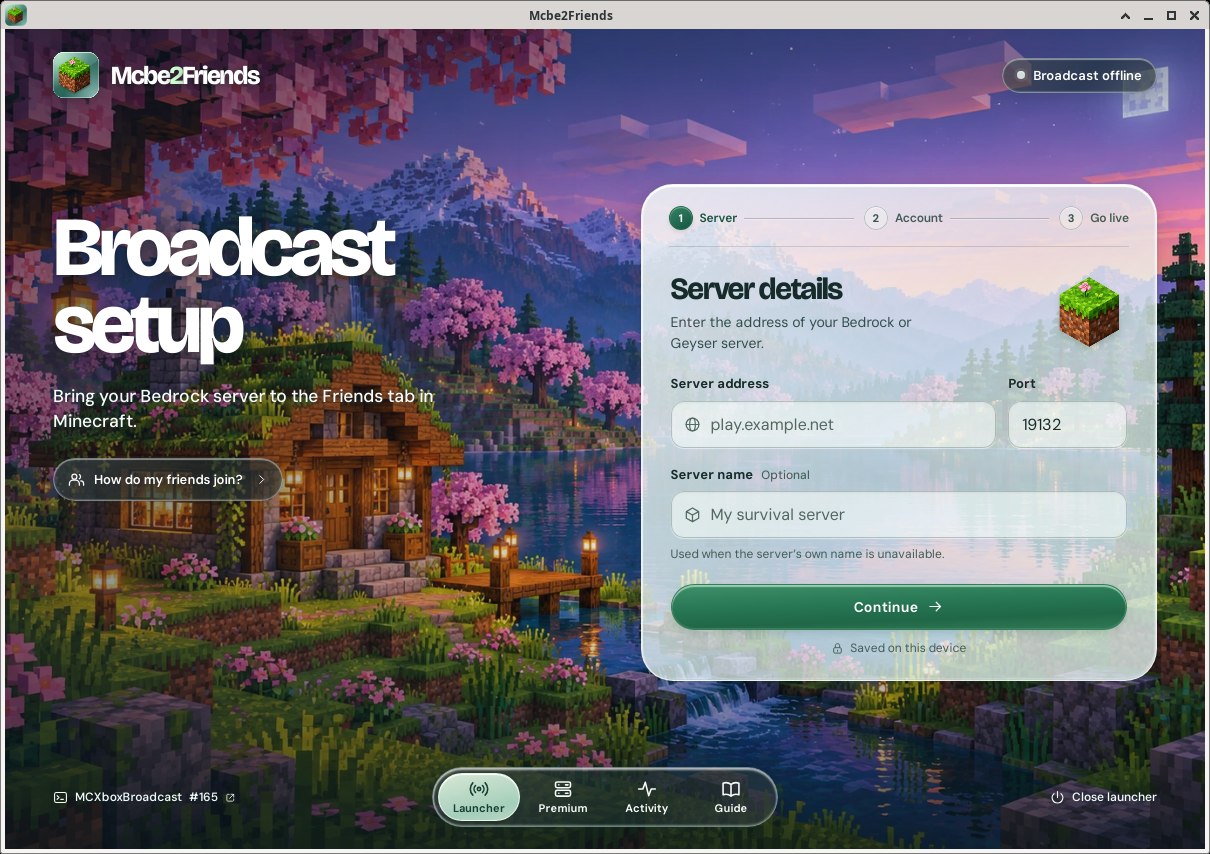 Mcbe2Friends
Mcbe2Friends
Broadcast offline
Broadcast
setup
Bring your Bedrock server to the Friends tab in
Minecraft.
How do my friends join?
1 Server
2 Account
3 Go live
Server details
Enter the address of your Bedrock or
Geyser server.
Server address
Port
play.example.net
19132
Server name Optional
My survival server
Used when the server's own name is unavailable.
Continue
Saved on this device
MCXboxBroadcast #165
Launcher
Premium
Activity
Guide
Close launcher